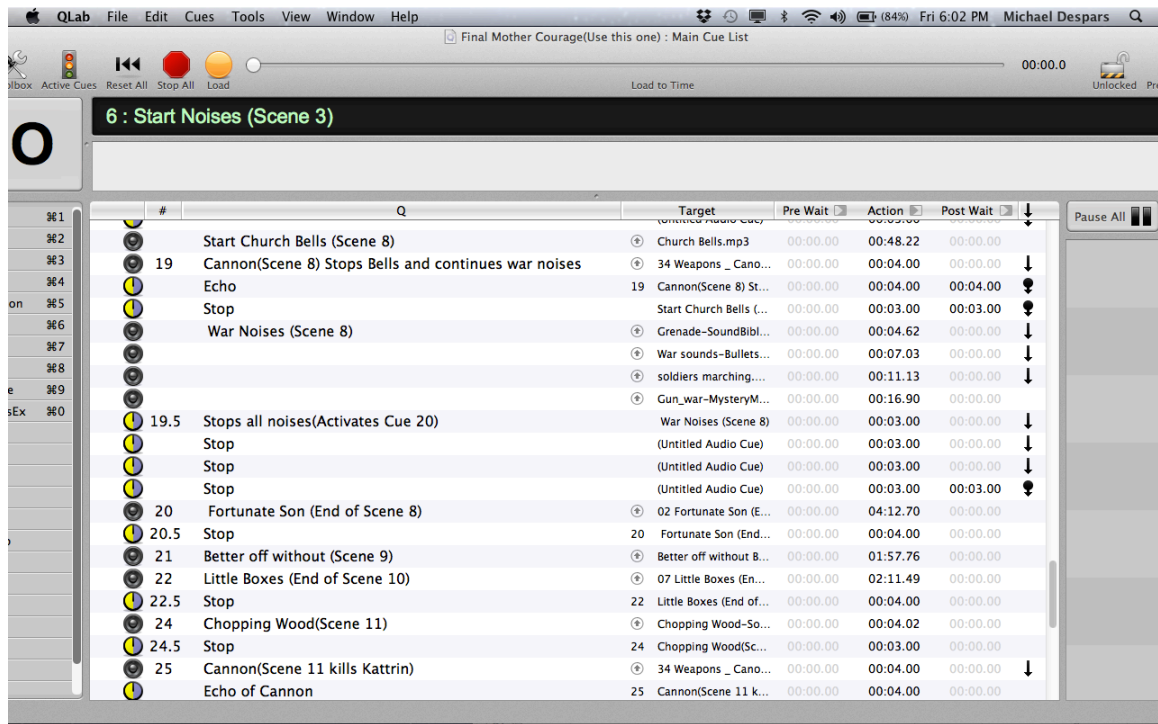 QLab File Edit Cues Tools View Window Help (84%) Fri 6:02 PM Michael Despars
Final Mother Courage(Use this one) : Main Cue List
00:00.0
Active Cues Reset All Stop All Load Load to Time Unlocked
6 : Start Noises (Scene 3)
O
# Q Target Pre Wait Action Post Wait
Pause All
⌘1
⌘2
⌘3
⌘4
on ⌘5
⌘6
⌘7
⌘8
e ⌘9
sEx ⌘0
(Untitled Audio Cue) 00:00.00 00:03.00 00:00.00
Start Church Bells (Scene 8) Church Bells.mp3 00:00.00 00:48.22 00:00.00
19 Cannon(Scene 8) Stops Bells and continues war noises 34 Weapons _ Cano... 00:00.00 00:04.00 00:00.00
Echo 19 Cannon(Scene 8) St... 00:00.00 00:04.00 00:04.00
Stop Start Church Bells (... 00:00.00 00:03.00 00:03.00
War Noises (Scene 8) Grenade-SoundBibl... 00:00.00 00:04.62 00:00.00
War sounds-Bullets... 00:00.00 00:07.03 00:00.00
soldiers marching.... 00:00.00 00:11.13 00:00.00
Gun_war-MysteryM... 00:00.00 00:16.90 00:00.00
19.5 Stops all noises(Activates Cue 20) War Noises (Scene 8) 00:00.00 00:03.00 00:00.00
Stop (Untitled Audio Cue) 00:00.00 00:03.00 00:00.00
Stop (Untitled Audio Cue) 00:00.00 00:03.00 00:00.00
Stop (Untitled Audio Cue) 00:00.00 00:03.00 00:03.00
20 Fortunate Son (End of Scene 8) 02 Fortunate Son (E... 00:00.00 04:12.70 00:00.00
20.5 Stop 20 Fortunate Son (End... 00:00.00 00:04.00 00:00.00
21 Better off without (Scene 9) Better off without B... 00:00.00 01:57.76 00:00.00
22 Little Boxes (End of Scene 10) 07 Little Boxes (En... 00:00.00 02:11.49 00:00.00
22.5 Stop 22 Little Boxes (End of... 00:00.00 00:04.00 00:00.00
24 Chopping Wood(Scene 11) Chopping Wood-So... 00:00.00 00:04.02 00:00.00
24.5 Stop 24 Chopping Wood(Sc... 00:00.00 00:03.00 00:00.00
25 Cannon(Scene 11 kills Kattrin) 34 Weapons _ Cano... 00:00.00 00:04.00 00:00.00
Echo of Cannon 25 Cannon(Scene 11 k... 00:00.00 00:04.00 00:00.00